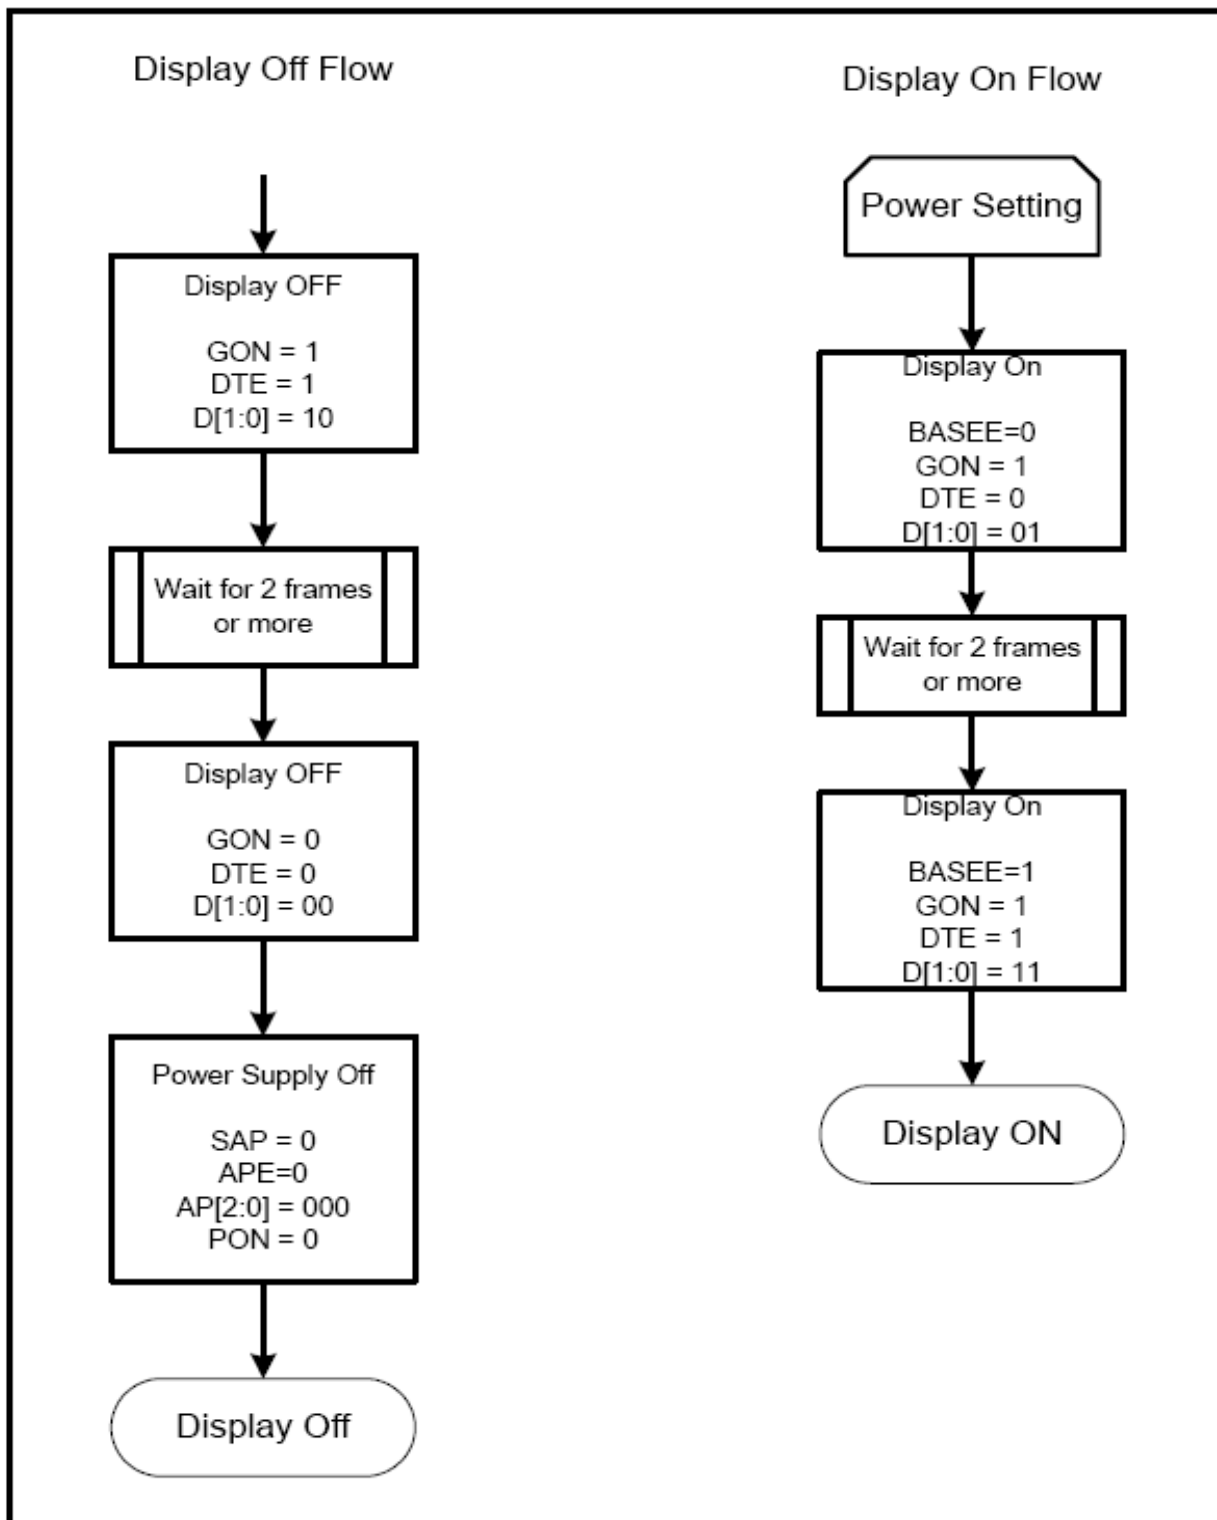 Display Off Flow
Display OFF
GON = 1
DTE = 1
D[1:0] = 10
Wait for 2 frames
or more
Display OFF
GON = 0
DTE = 0
D[1:0] = 00
Power Supply Off
SAP = 0
APE=0
AP[2:0] = 000
PON = 0
Display Off
Display On Flow
Power Setting
Display On
BASEE=0
GON = 1
DTE = 0
D[1:0] = 01
Wait for 2 frames
or more
Display On
BASEE=1
GON = 1
DTE = 1
D[1:0] = 11
Display ON